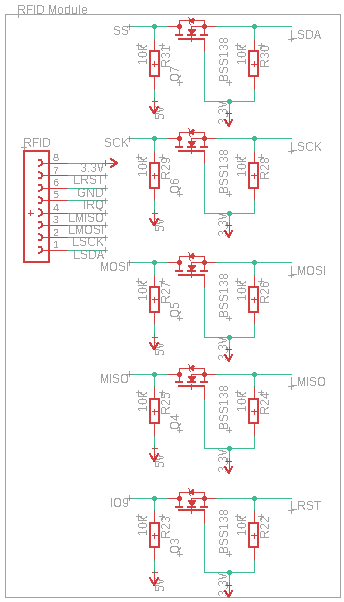 RFID Module
SS
10k
R31
Q7
BSS138
10k
R30
LSDA
5V
3.3V
RFID
8
7
6
5
4
3
2
1
3.3V
LRST
GND
IRQ
LMISO
LMOSI
LSCK
LSDA
SCK
10k
R29
Q6
BSS138
10k
R28
LSCK
5V
3.3V
MOSI
10k
R27
Q5
BSS138
10k
R26
LMOSI
5V
3.3V
MISO
10k
R25
Q4
BSS138
10k
R24
LMISO
5V
3.3V
IO9
10k
R23
Q3
BSS138
10k
R22
LRST
5V
3.3V